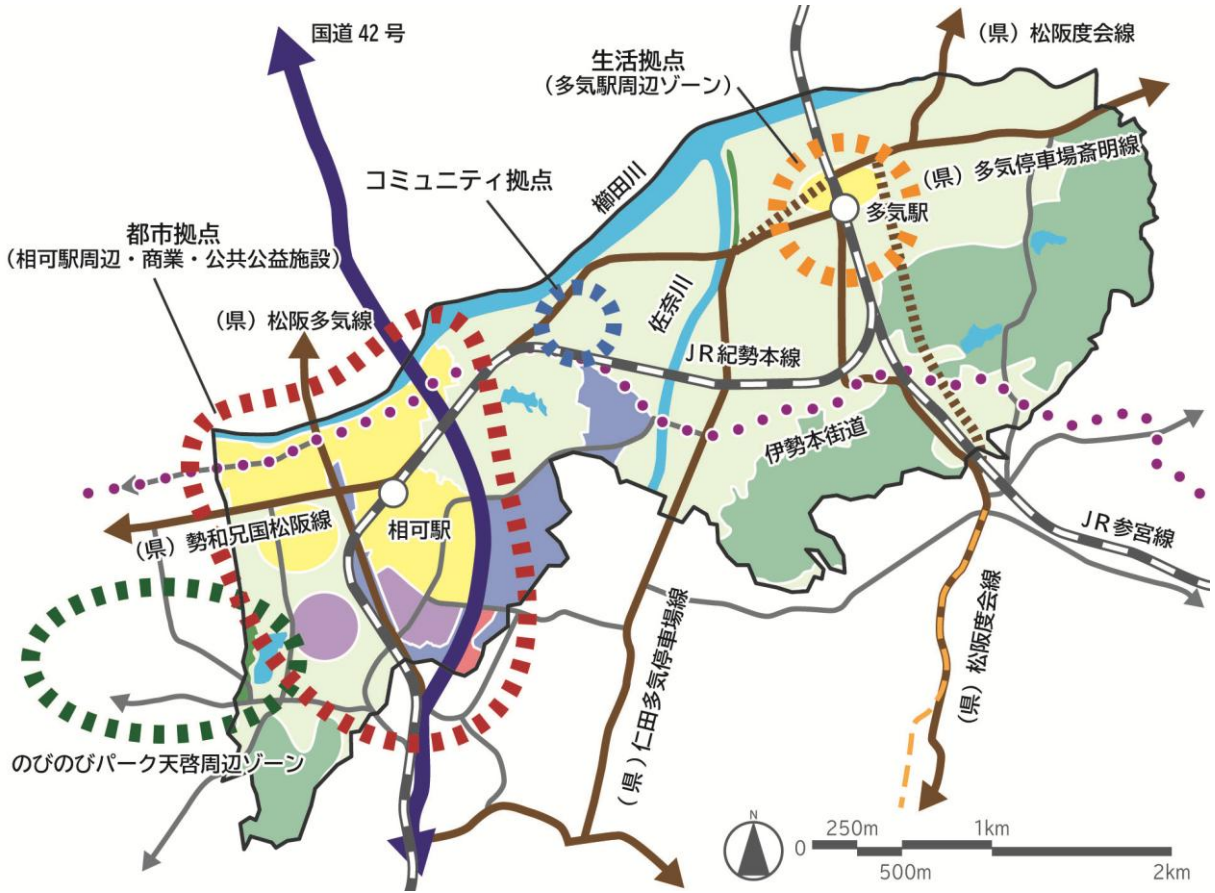 国道42号
(県)松阪度会線
生活拠点
(多気駅周辺ゾーン)
コミュニティ拠点
櫛田川
(県)多気停車場斎明線
多気駅
都市拠点
(相可駅周辺・商業・公共公益施設)
(県)松阪多気線
佐奈川
JR紀勢本線
伊勢本街道
(県)勢和兄国松阪線
相可駅
JR参宮線
(県)仁田多気停車場線
(県)松阪度会線
のびのびパーク天啓周辺ゾーン
N
250m
1km
0
500m
2km